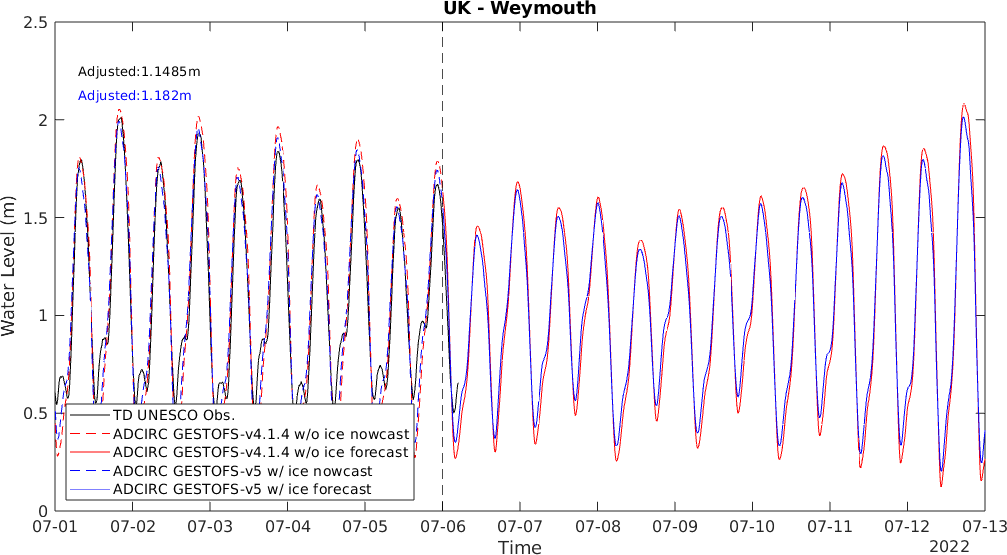 UK - Weymouth
2.5
2
1.5
1
0.5
0
Water Level (m)
Adjusted:1.1485m
Adjusted:1.182m
TD UNESCO Obs.
ADCIRC GESTOFS-v4.1.4 w/o ice nowcast
ADCIRC GESTOFS-v4.1.4 w/o ice forecast
ADCIRC GESTOFS-v5 w/ ice nowcast
ADCIRC GESTOFS-v5 w/ ice forecast
07-01 07-02 07-03 07-04 07-05 07-06 07-07 07-08 07-09 07-10 07-11 07-12 07-13
Time
2022